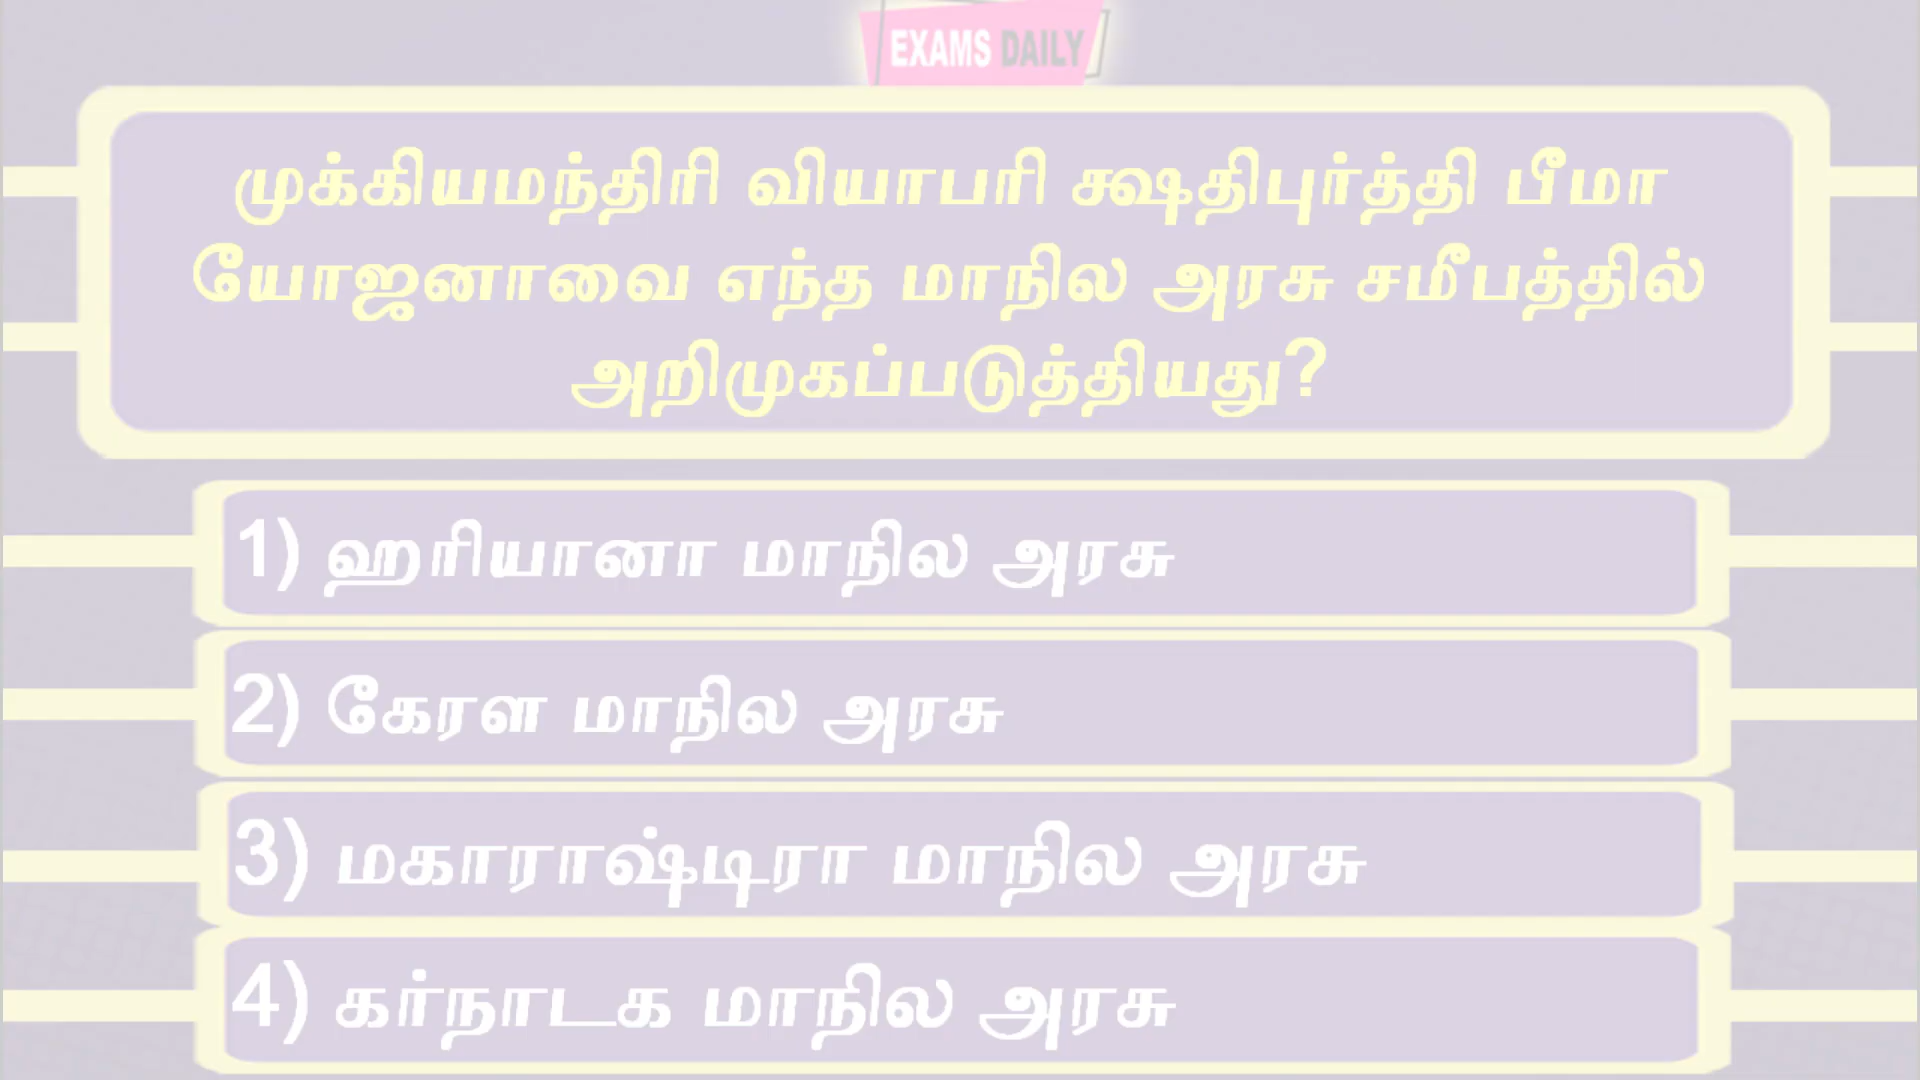 EXAMS DAILY
முக்கியமந்திரி வியாபரி க்ஷதிபுர்த்தி பீமா
யோஜனாவை எந்த மாநில அரசு சமீபத்தில்
அறிமுகப்படுத்தியது?
1) ஹரியானா மாநில அரசு
2) கேரள மாநில அரசு
3) மகாராஷ்டிரா மாநில அரசு
4) கர்நாடக மாநில அரசு